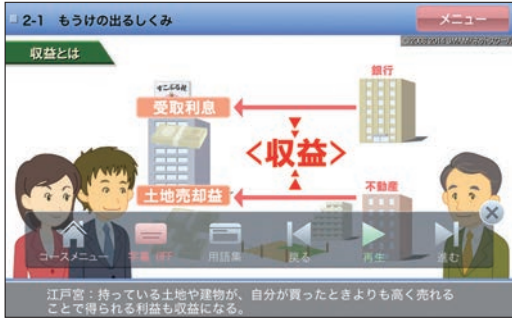 2-1 もうけの出るしくみ
メニュー
収益とは
銀行
受取利息
<収益>
不動産
土地売却益
コースメニュー
字幕 OFF
用語集
戻る
再生
進む
江戸宮:持っている土地や建物が、自分が買ったときよりも高く売れる
ことで得られる利益も収益になる。